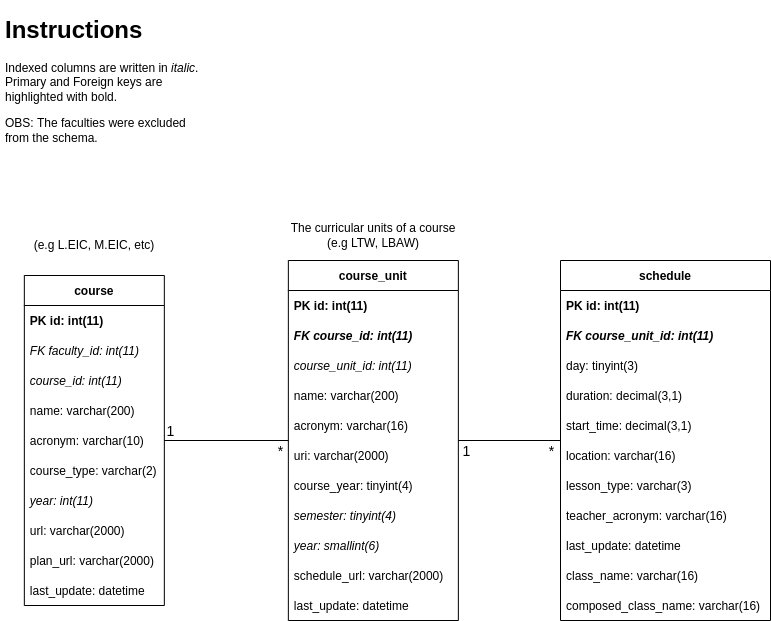 Instructions
Indexed columns are written in italic.
Primary and Foreign keys are
highlighted with bold.
OBS: The faculties were excluded
from the schema.
(e.g L.EIC, M.EIC, etc)
course
PK id: int(11)
FK faculty_id: int(11)
course_id: int(11)
name: varchar(200)
acronym: varchar(10)
course_type: varchar(2)
year: int(11)
url: varchar(2000)
plan_url: varchar(2000)
last_update: datetime
1
*
The curricular units of a course
(e.g LTW, LBAW)
course_unit
PK id: int(11)
FK course_id: int(11)
course_unit_id: int(11)
name: varchar(200)
acronym: varchar(16)
uri: varchar(2000)
course_year: tinyint(4)
semester: tinyint(4)
year: smallint(6)
schedule_url: varchar(2000)
last_update: datetime
1
*
schedule
PK id: int(11)
FK course_unit_id: int(11)
day: tinyint(3)
duration: decimal(3,1)
start_time: decimal(3,1)
location: varchar(16)
lesson_type: varchar(3)
teacher_acronym: varchar(16)
last_update: datetime
class_name: varchar(16)
composed_class_name: varchar(16)